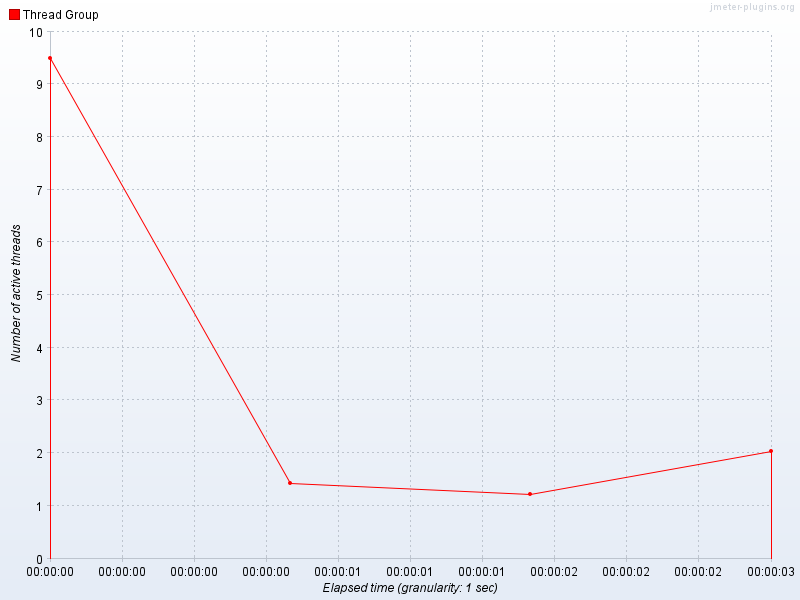 jmeter-plugins.org
Thread Group
10
9
8
7
6
5
4
3
2
1
0
Number of active threads
00:00:00 00:00:00 00:00:00 00:00:00 00:00:01 00:00:01 00:00:01 00:00:02 00:00:02 00:00:02 00:00:03
Elapsed time (granularity: 1 sec)